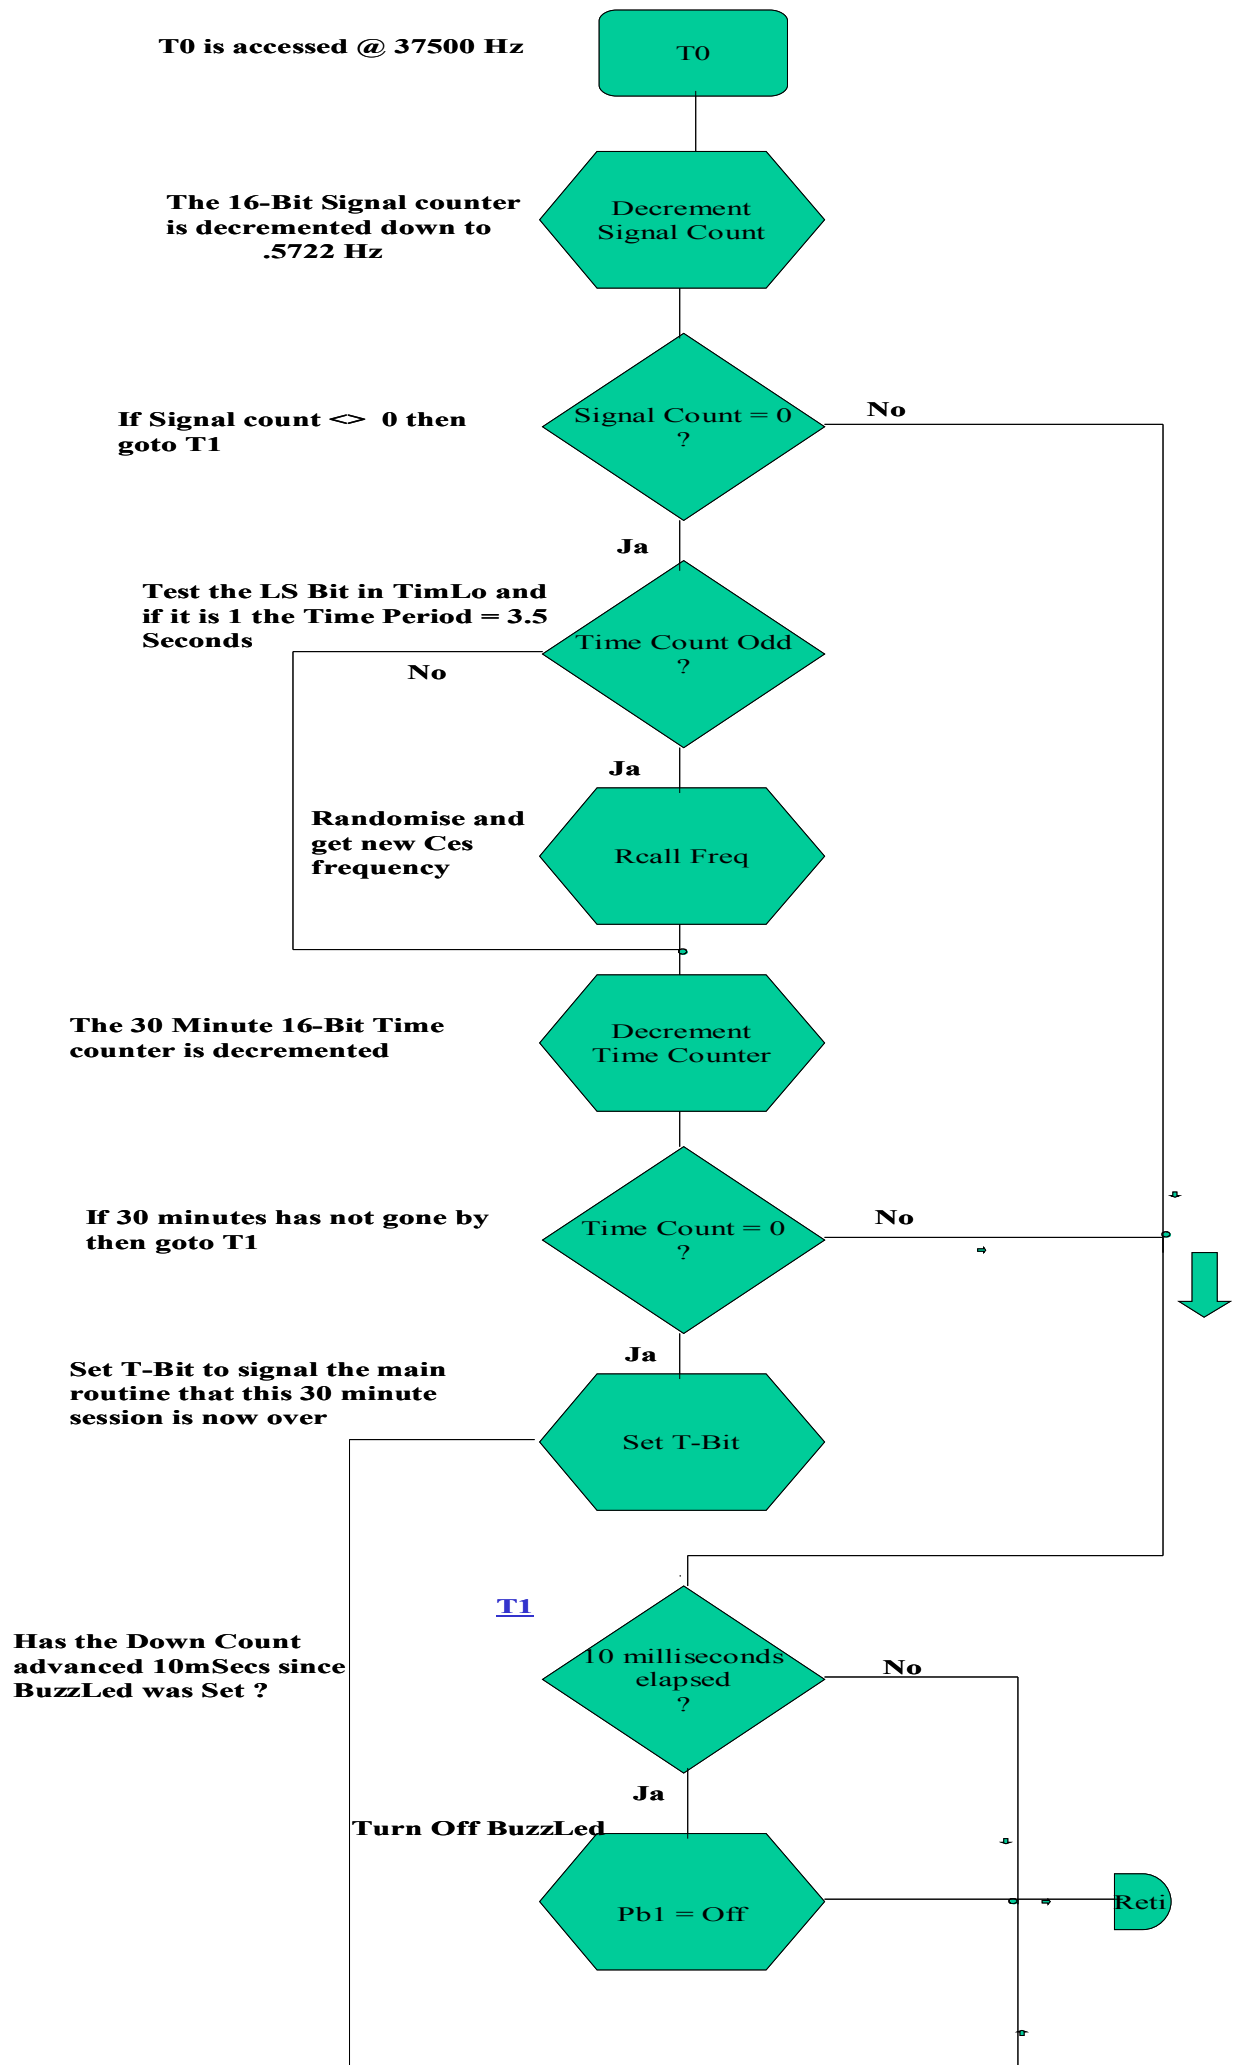 T0 is accessed @ 37500 Hz
T0
The 16-Bit Signal counter
is decremented down to
.5722 Hz
Decrement
Signal Count
If Signal count <> 0 then
goto T1
Signal Count = 0
?
No
Ja
Test the LS Bit in TimLo and
if it is 1 the Time Period = 3.5
Seconds
Time Count Odd
?
No
Ja
Randomise and
get new Ces
frequency
Rcall Freq
The 30 Minute 16-Bit Time
counter is decremented
Decrement
Time Counter
If 30 minutes has not gone by
then goto T1
Time Count = 0
?
No
Ja
Set T-Bit to signal the main
routine that this 30 minute
session is now over
Set T-Bit
T1
Has the Down Count
advanced 10mSecs since
BuzzLed was Set ?
10 milliseconds
elapsed
?
No
Ja
Turn Off BuzzLed
Pb1 = Off
Reti